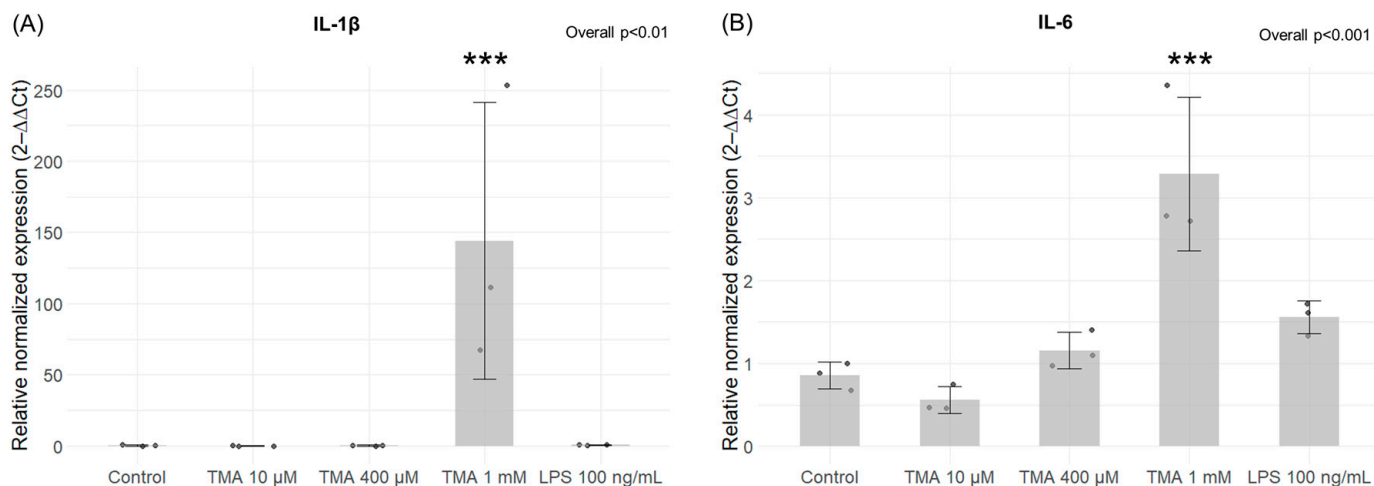 (A)
IL-1β
Overall p<0.01
***
Relative normalized expression (2−ΔΔCt)
250
200
150
100
50
0
Control
TMA 10 µM
TMA 400 µM
TMA 1 mM
LPS 100 ng/mL
(B)
IL-6
Overall p<0.001
***
Relative normalized expression (2−ΔΔCt)
4
3
2
1
0
Control
TMA 10 µM
TMA 400 µM
TMA 1 mM
LPS 100 ng/mL